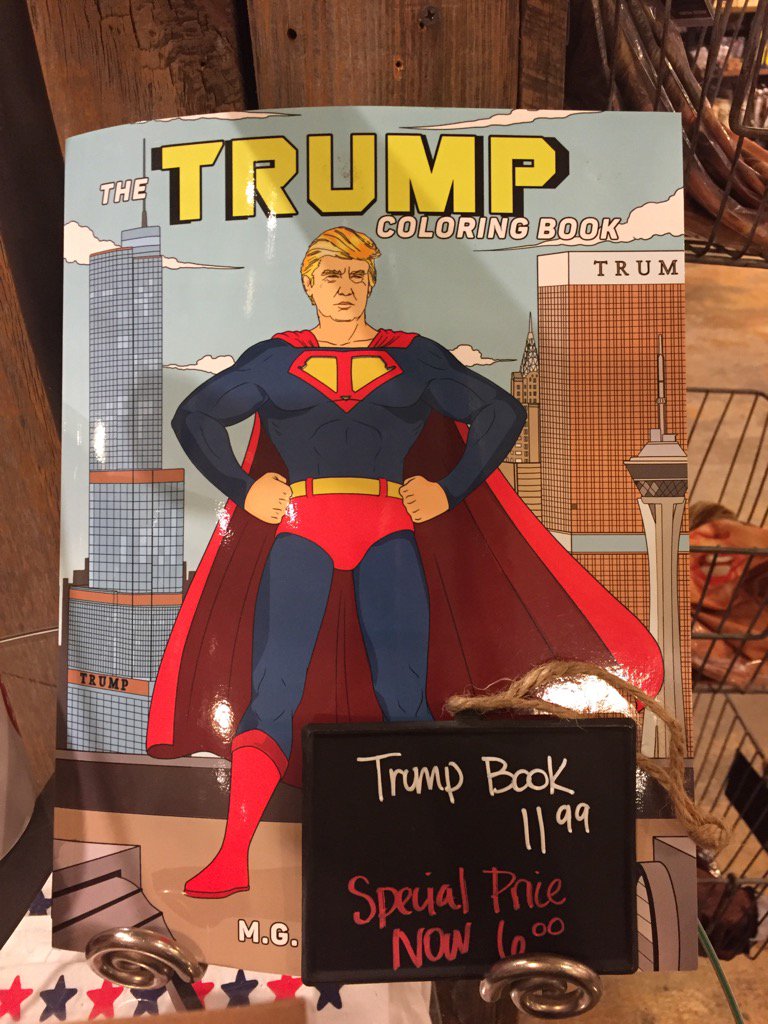 THE TRUMP
COLORING BOOK
TRUM
T
TRUMP
M.G.
Trump Book
11.99
Special Price
NOW 6.00